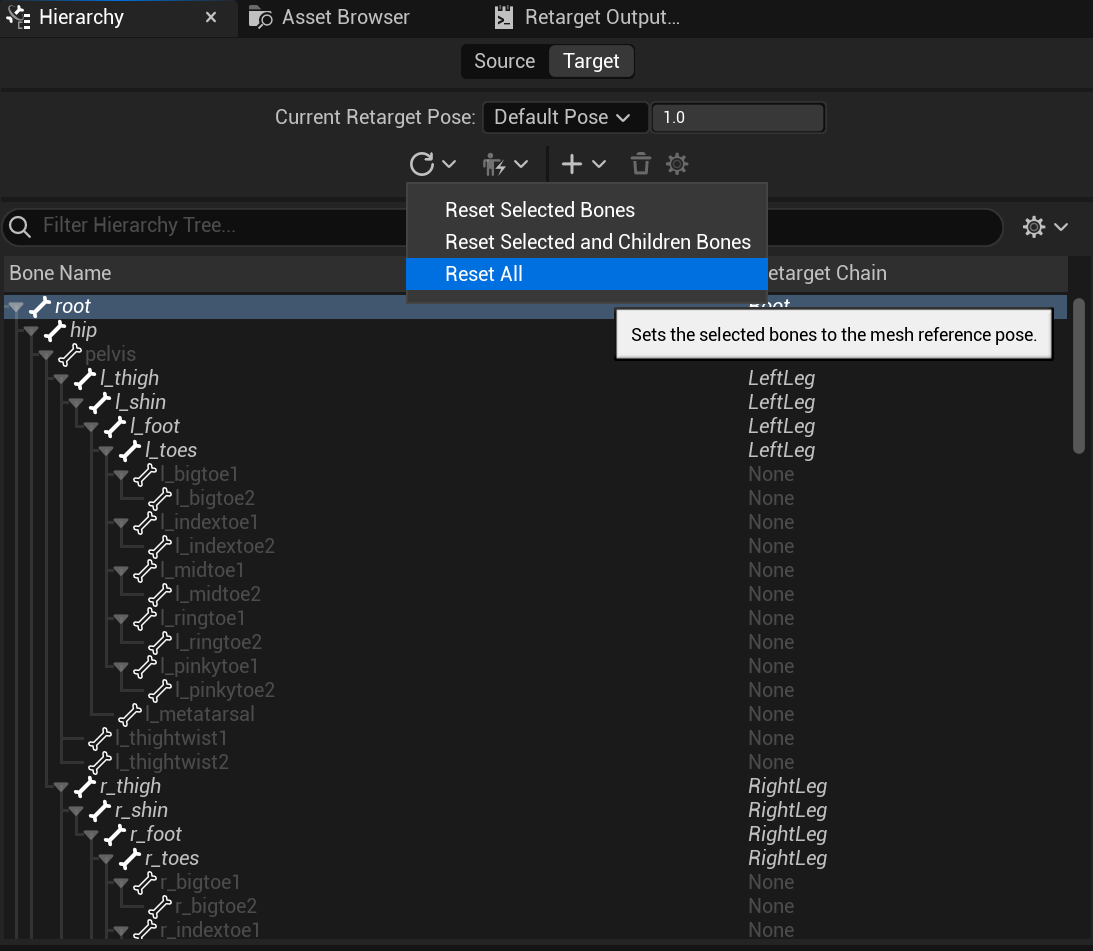 Hierarchy × Asset Browser Retarget Output...
Source Target
Current Retarget Pose: Default Pose 1.0
Reset Selected Bones
Filter Hierarchy Tree...
Reset Selected and Children Bones
Bone Name Reset All etarget Chain
root Root
hip
Sets the selected bones to the mesh reference pose.
pelvis
l_thigh LeftLeg
l_shin LeftLeg
l_foot LeftLeg
l_toes LeftLeg
l_bigtoe1 None
l_bigtoe2 None
l_indextoe1 None
l_indextoe2 None
l_midtoe1 None
l_midtoe2 None
l_ringtoe1 None
l_ringtoe2 None
l_pinkytoe1 None
l_pinkytoe2 None
l_metatarsal None
l_thightwist1 None
l_thightwist2 None
r_thigh RightLeg
r_shin RightLeg
r_foot RightLeg
r_toes RightLeg
r_bigtoe1 None
r_bigtoe2 None
r_indextoe1 None